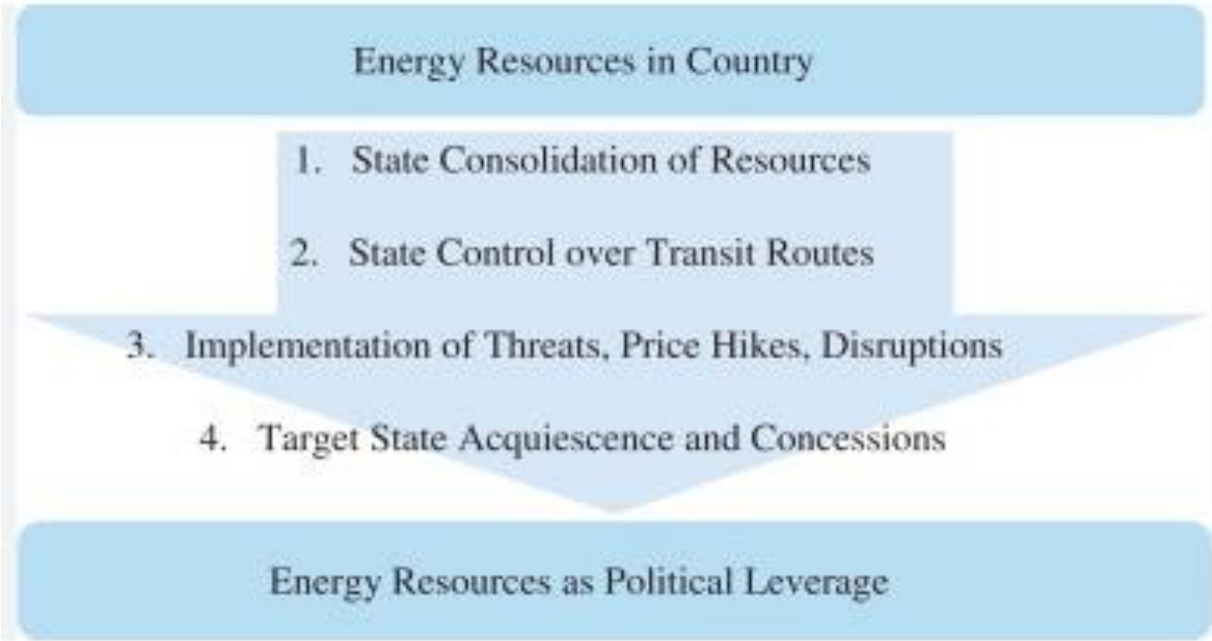 Energy Resources in Country
1. State Consolidation of Resources
2. State Control over Transit Routes
3. Implementation of Threats, Price Hikes, Disruptions
4. Target State Acquiescence and Concessions
Energy Resources as Political Leverage